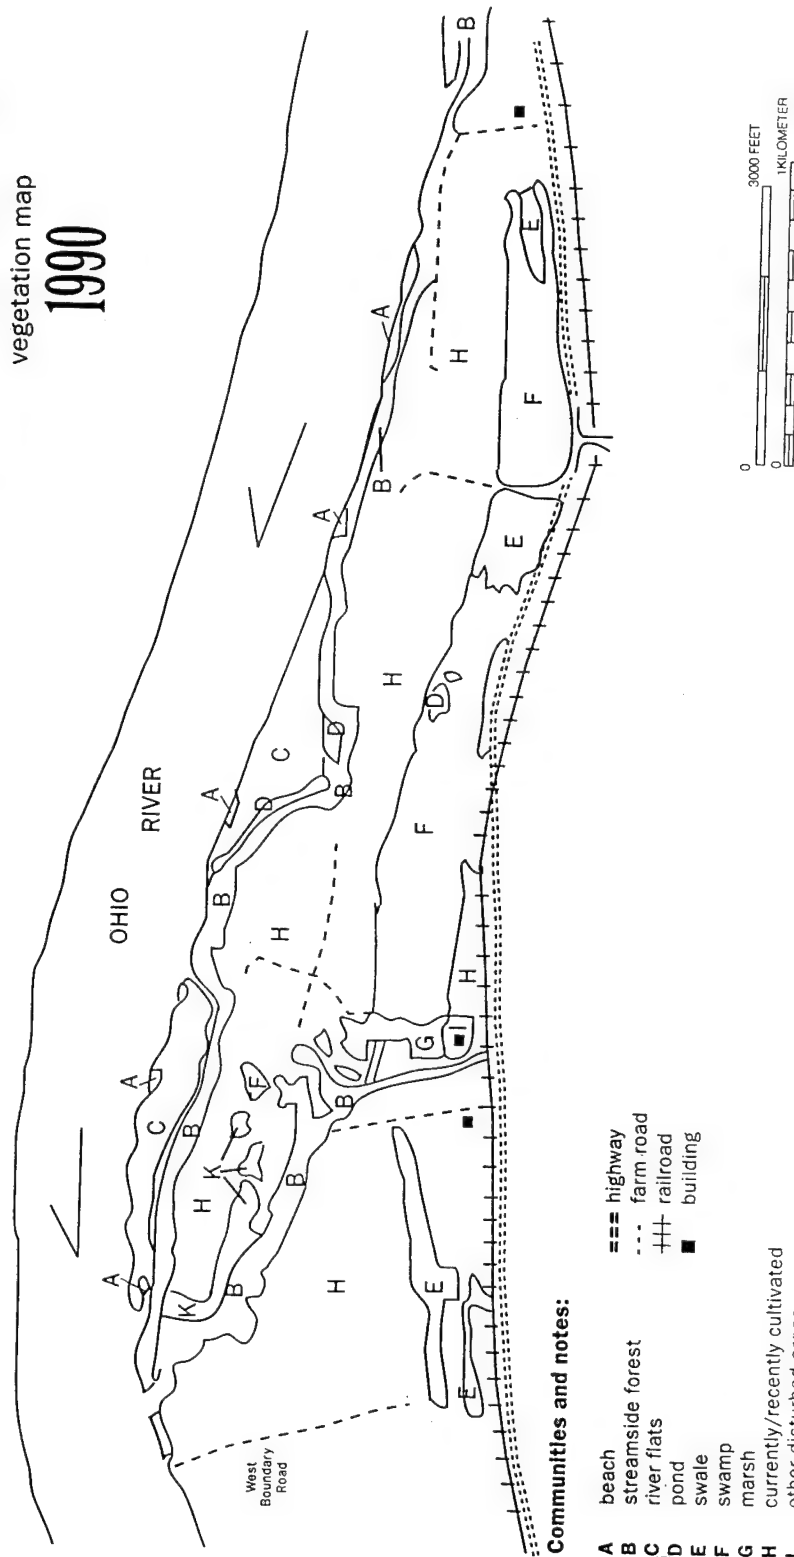 vegetation map
1990
OHIO
RIVER
B
A
H
E
F
B
A
E
H
D
D
C
A
D
B
F
B
H
H
G
I
A
C
B
F
K
H
B
B
A
K
B
H
E
E
West
Boundary
Road
0 3000 FEET
0 1 KILOMETER
Communities and notes:
A beach
B streamside forest
C river flats
D pond
E swale
F swamp
G marsh
H currently/recently cultivated
=== highway
--- farm road
railroad
■ building